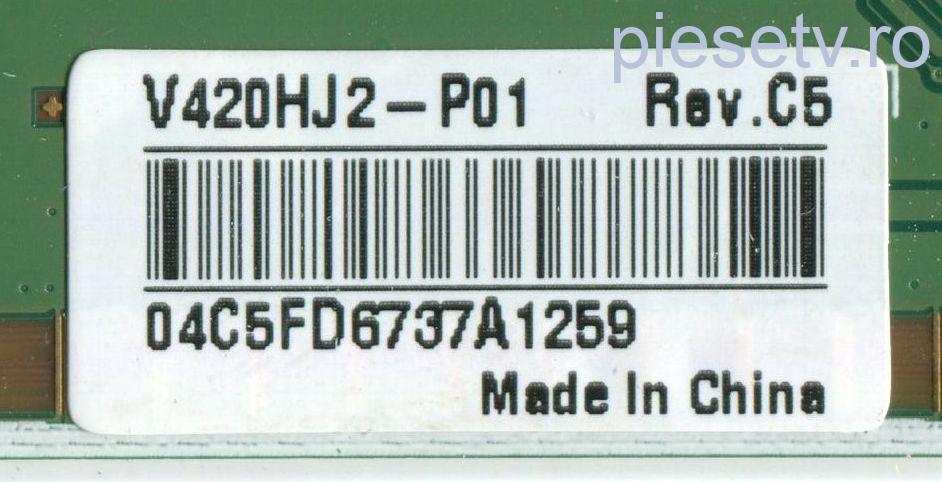 piesetv.ro
V420HJ2-P01 Rev.C5
04C5FD6737A1259
Made In China